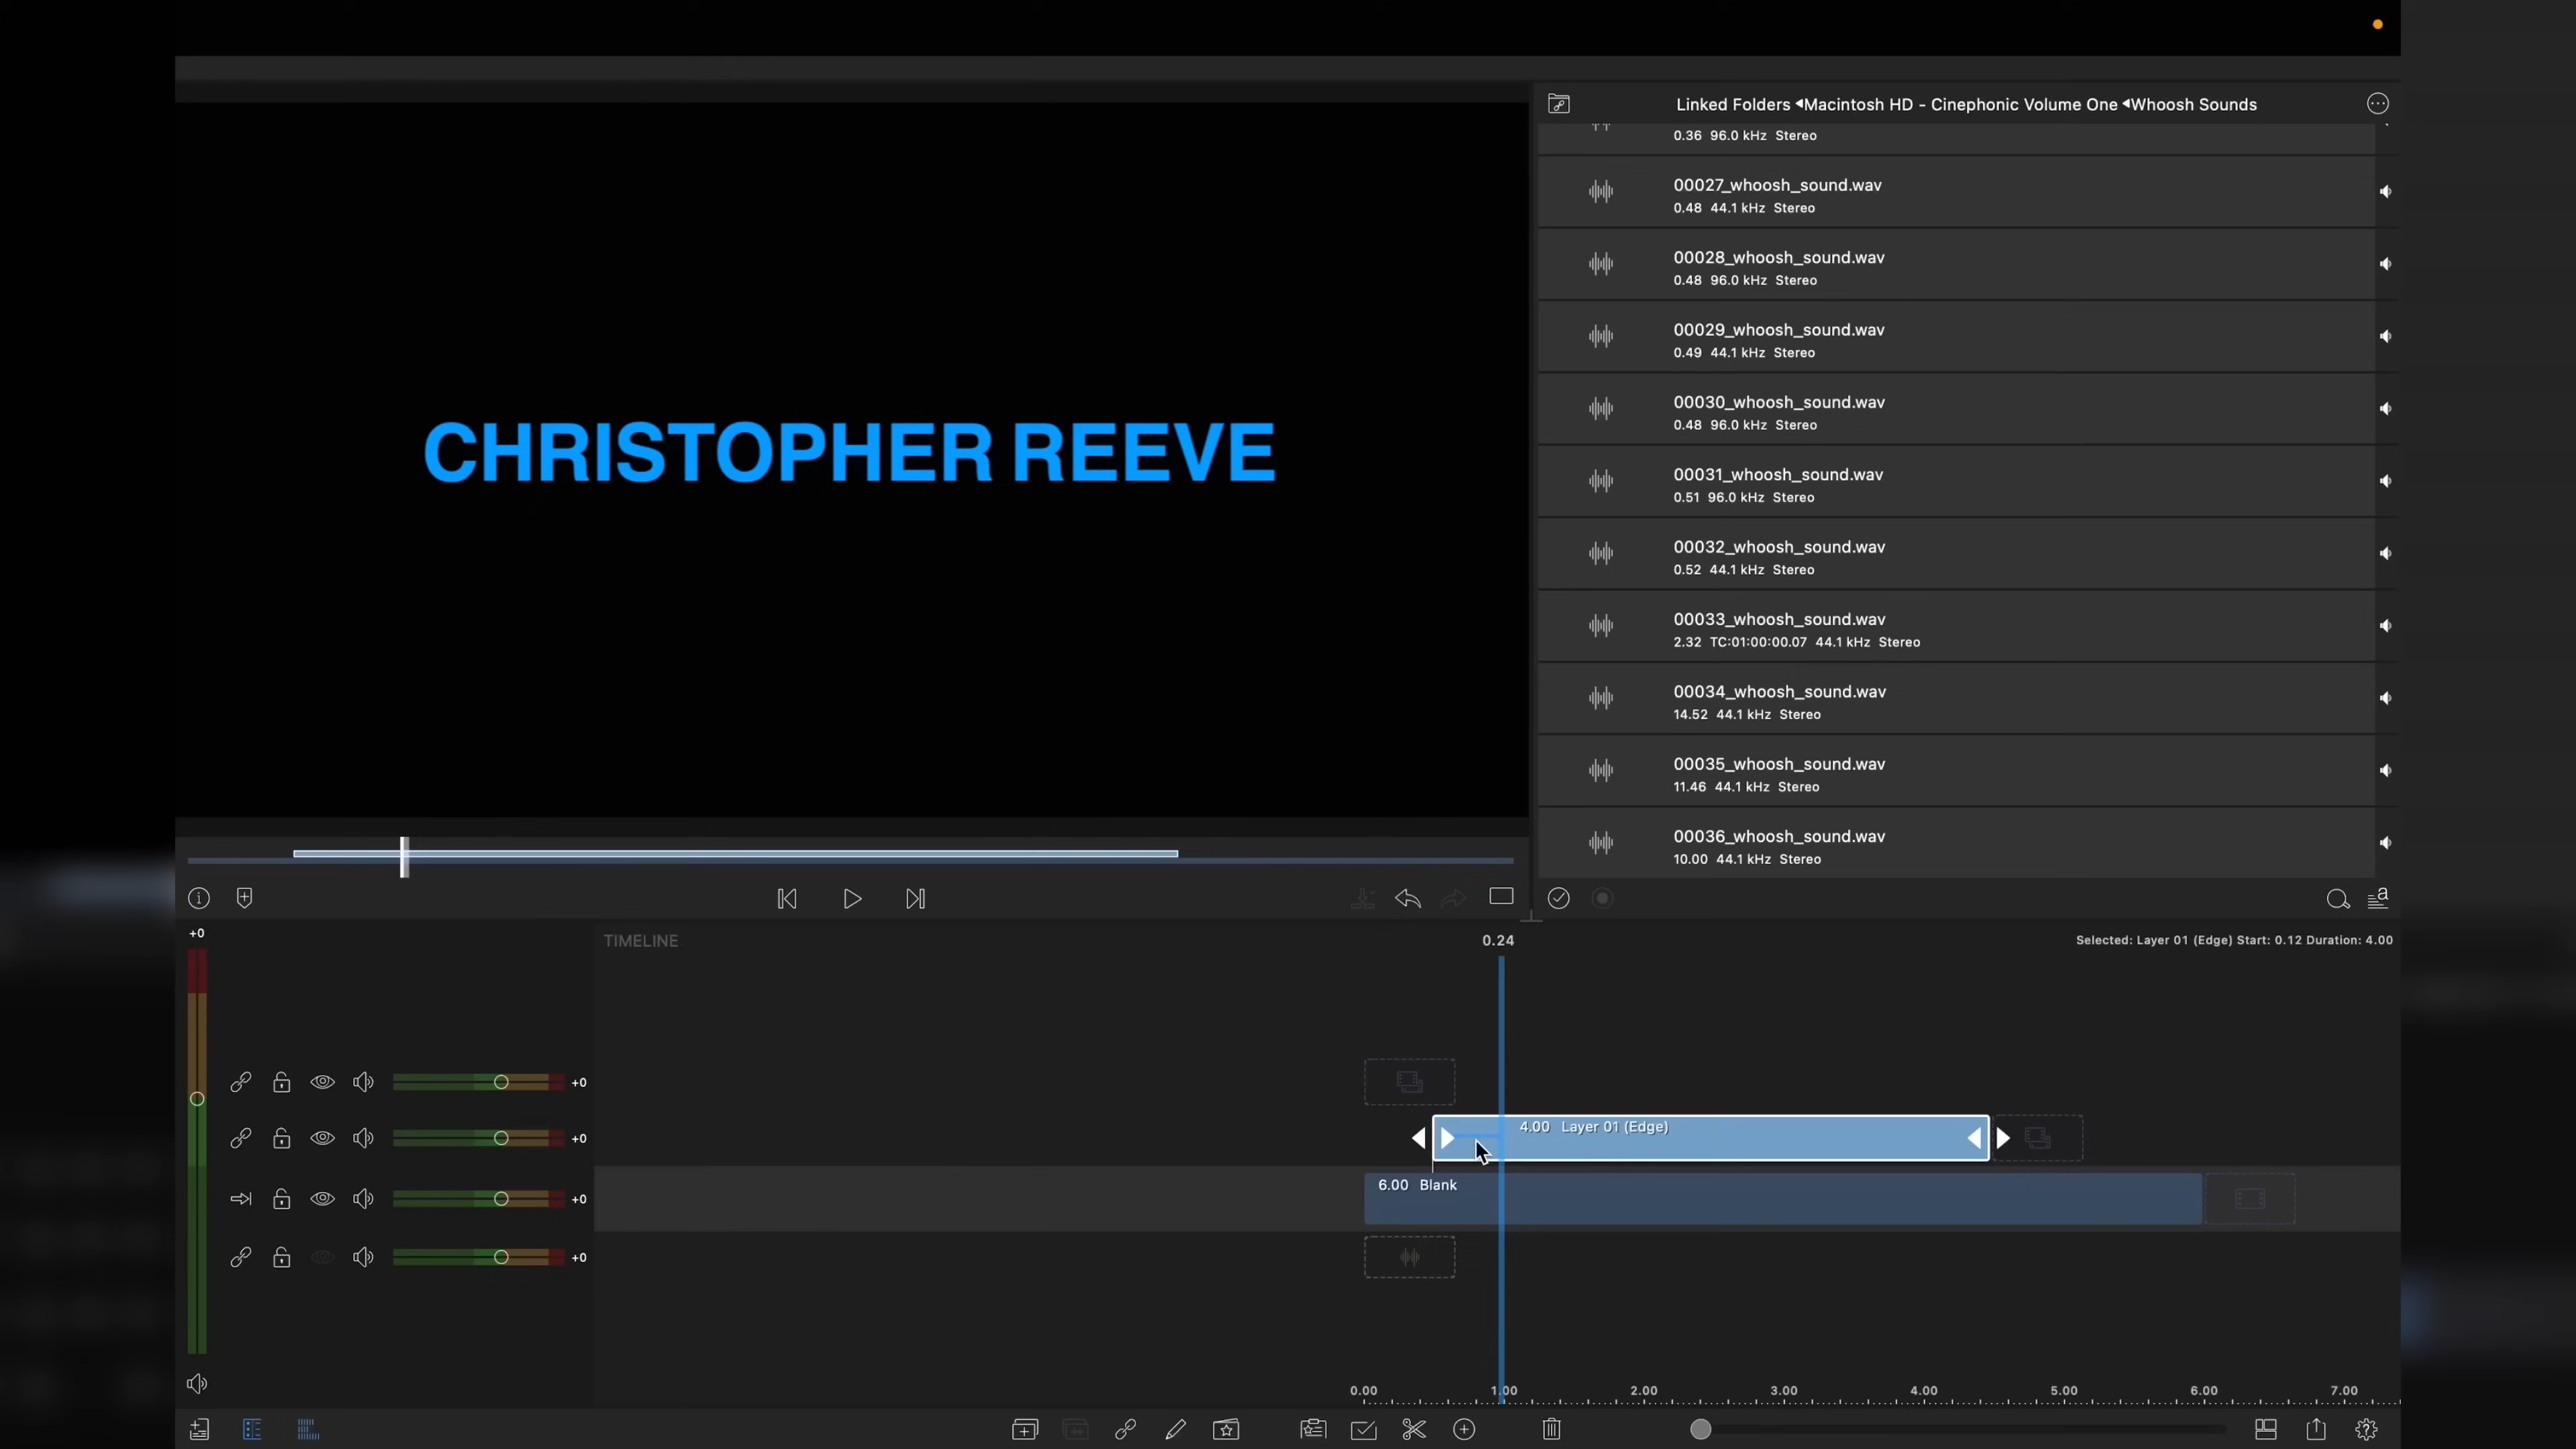 Linked Folders ◂Macintosh HD - Cinephonic Volume One ◂Whoosh Sounds
0.36 96.0 kHz Stereo
00027_whoosh_sound.wav
0.48 44.1 kHz Stereo
00028_whoosh_sound.wav
0.48 96.0 kHz Stereo
00029_whoosh_sound.wav
0.49 44.1 kHz Stereo
00030_whoosh_sound.wav
0.48 96.0 kHz Stereo
00031_whoosh_sound.wav
0.51 96.0 kHz Stereo
00032_whoosh_sound.wav
0.52 44.1 kHz Stereo
00033_whoosh_sound.wav
2.32 TC:01:00:00.07 44.1 kHz Stereo
00034_whoosh_sound.wav
14.52 44.1 kHz Stereo
00035_whoosh_sound.wav
11.46 44.1 kHz Stereo
00036_whoosh_sound.wav
10.00 44.1 kHz Stereo
CHRISTOPHER REEVE
+0
TIMELINE
0.24
Selected: Layer 01 (Edge) Start: 0.12 Duration: 4.00
+0
+0
4.00 Layer 01 (Edge)
+0
6.00 Blank
+0
0.00 1.00 2.00 3.00 4.00 5.00 6.00 7.00